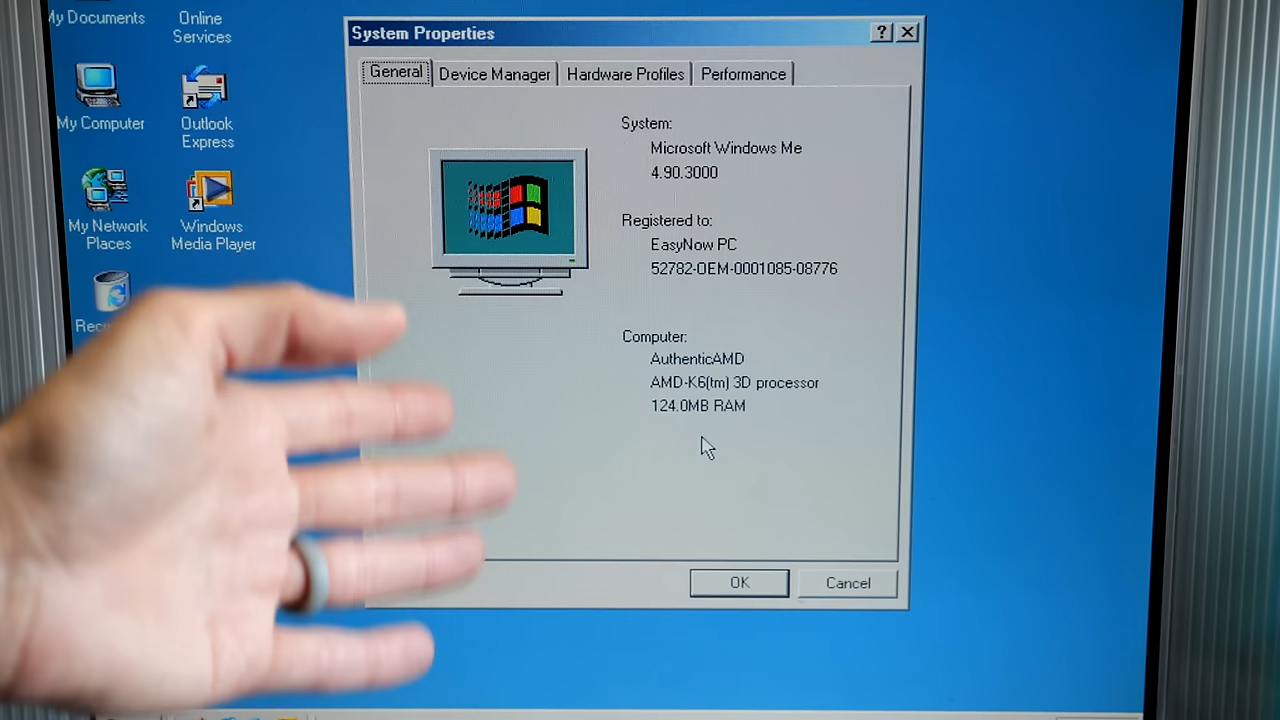 My Documents
Online
Services
My Computer
Outlook
Express
My Network
Places
Windows
Media Player
System Properties
General
Device Manager
Hardware Profiles
Performance
System:
Microsoft Windows Me
4.90.3000
Registered to:
EasyNow PC
52782-OEM-0001085-08776
Computer:
AuthenticAMD
AMD-K6(tm) 3D processor
124.0MB RAM
OK
Cancel